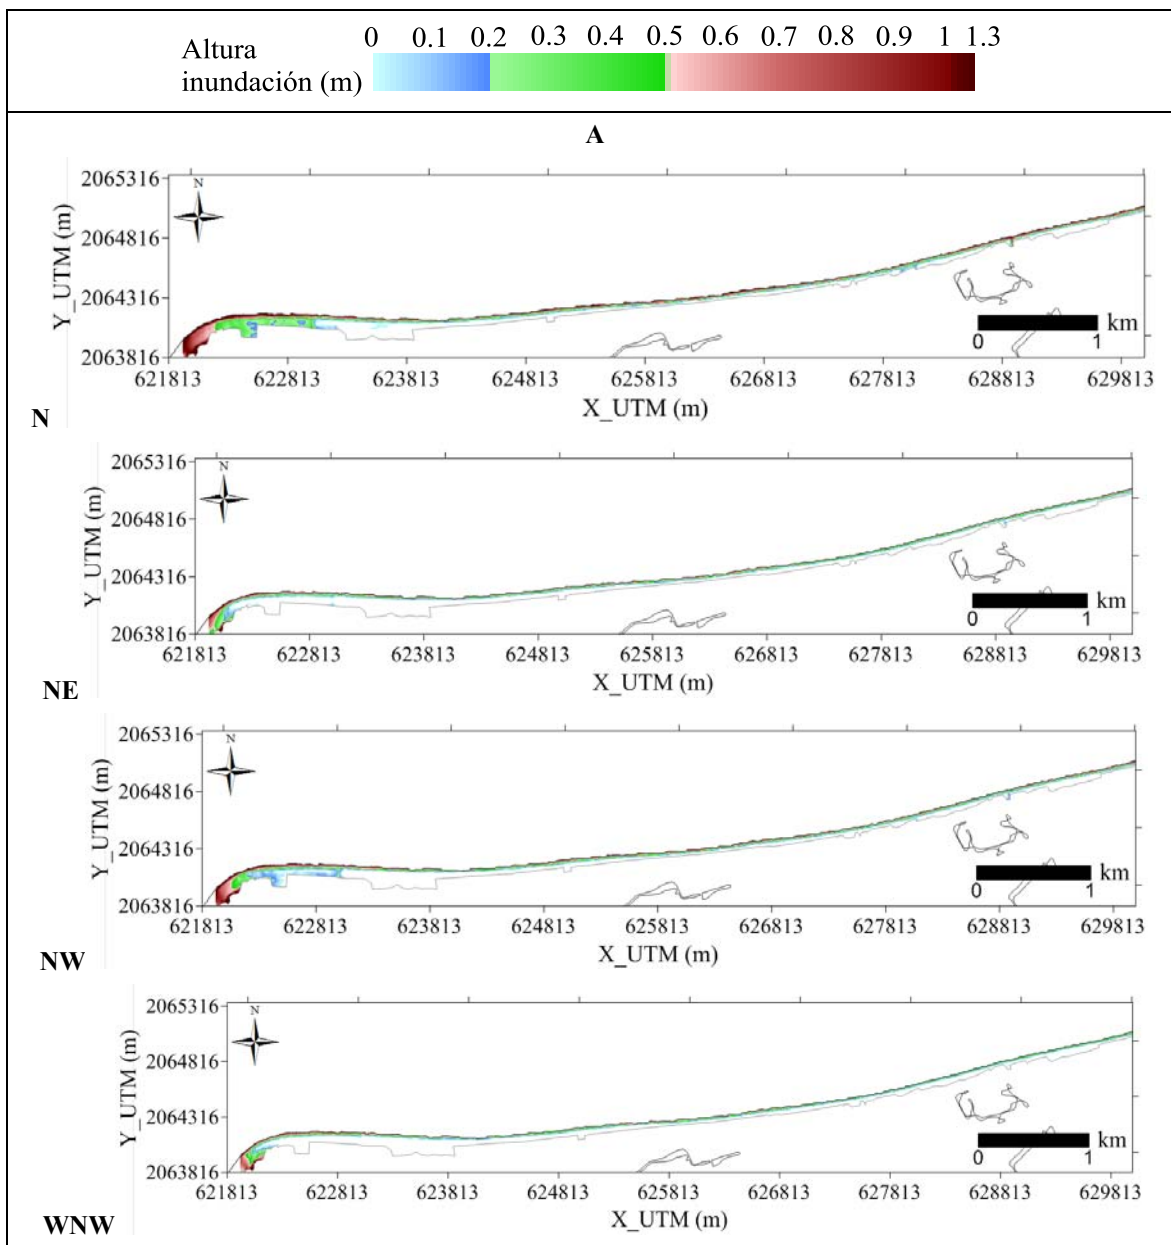 Altura
inundación (m)
0 0.1 0.2 0.3 0.4 0.5 0.6 0.7 0.8 0.9 1 1.3
A
N
2065316
2064816
2064316
2063816
Y_UTM (m)
km
0 1
621813 622813 623813 624813 625813 626813 627813 628813 629813
X_UTM (m)
N
N
2065316
2064816
2064316
2063816
Y_UTM (m)
km
0 1
621813 622813 623813 624813 625813 626813 627813 628813 629813
X_UTM (m)
NE
N
2065316
2064816
2064316
2063816
Y_UTM (m)
km
0 1
621813 622813 623813 624813 625813 626813 627813 628813 629813
X_UTM (m)
NW
N
2065316
2064816
2064316
2063816
Y_UTM (m)
km
0 1
621813 622813 623813 624813 625813 626813 627813 628813 629813
X_UTM (m)
WNW